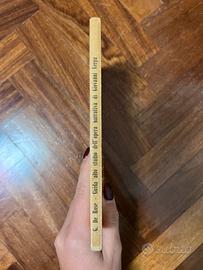 G. De Rose - Guida allo studio dell'opera narrativa di Giovanni Verga
subito